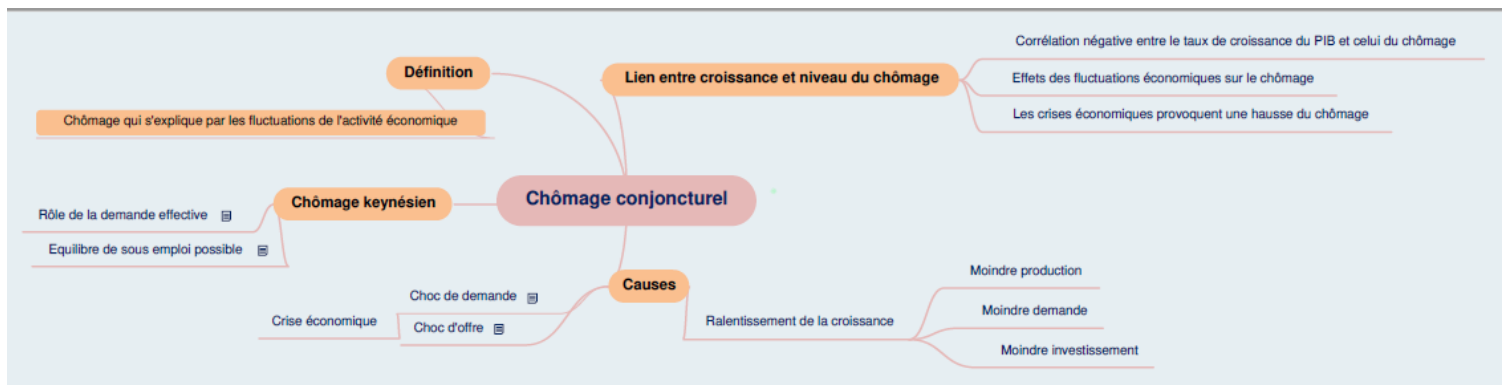 Définition
Chômage qui s'explique par les fluctuations de l'activité économique
Lien entre croissance et niveau du chômage
Corrélation négative entre le taux de croissance du PIB et celui du chômage
Effets des fluctuations économiques sur le chômage
Les crises économiques provoquent une hausse du chômage
Chômage conjoncturel
Chômage keynésien
Rôle de la demande effective
Equilibre de sous emploi possible
Causes
Choc de demande
Choc d'offre
Crise économique
Ralentissement de la croissance
Moindre production
Moindre demande
Moindre investissement